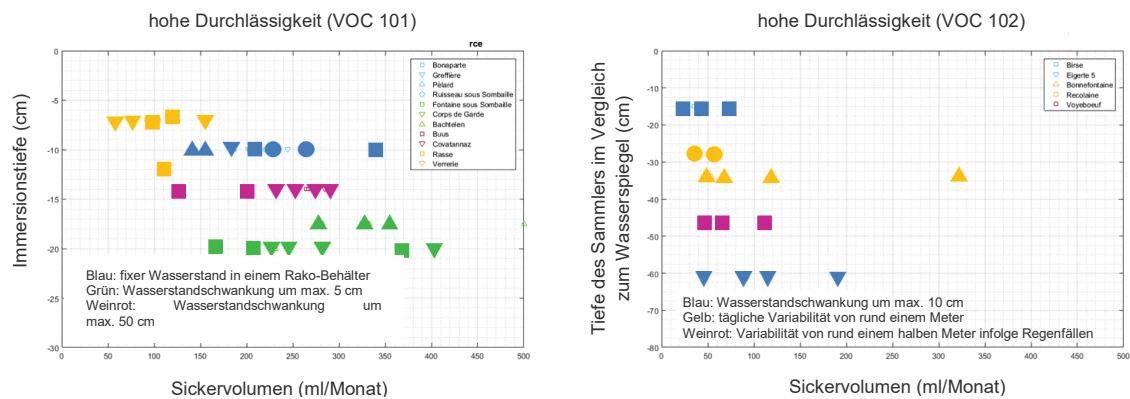 hohe Durchlässigkeit (VOC 101)
rce
Bonaparte
Greffière
Pélard
Ruisseau sous Sombaille
Fontaine sous Sombaille
Corps de Garde
Bachtelen
Buus
Covatannaz
Rasse
Verrerie
Immersionstiefe (cm)
0
-5
-10
-15
-20
-25
-30
Blau: fixer Wasserstand in einem Rako-Behälter
Grün: Wasserstandschwankung um max. 5 cm
Weinrot: Wasserstandschwankung um
max. 50 cm
0 50 100 150 200 250 300 350 400 450 500
Sickervolumen (ml/Monat)
hohe Durchlässigkeit (VOC 102)
Birse
Eigerte 5
Bonnefontaine
Recolaine
Voyeboeuf
Tiefe des Sammlers im Vergleich
zum Wasserspiegel (cm)
0
-10
-20
-30
-40
-50
-60
-70
-80
Blau: Wasserstandschwankung um max. 10 cm
Gelb: tägliche Variabilität von rund einem Meter
Weinrot: Variabilität von rund einem halben Meter infolge Regenfällen
0 50 100 150 200 250 300 350 400 450 500
Sickervolumen (ml/Monat)